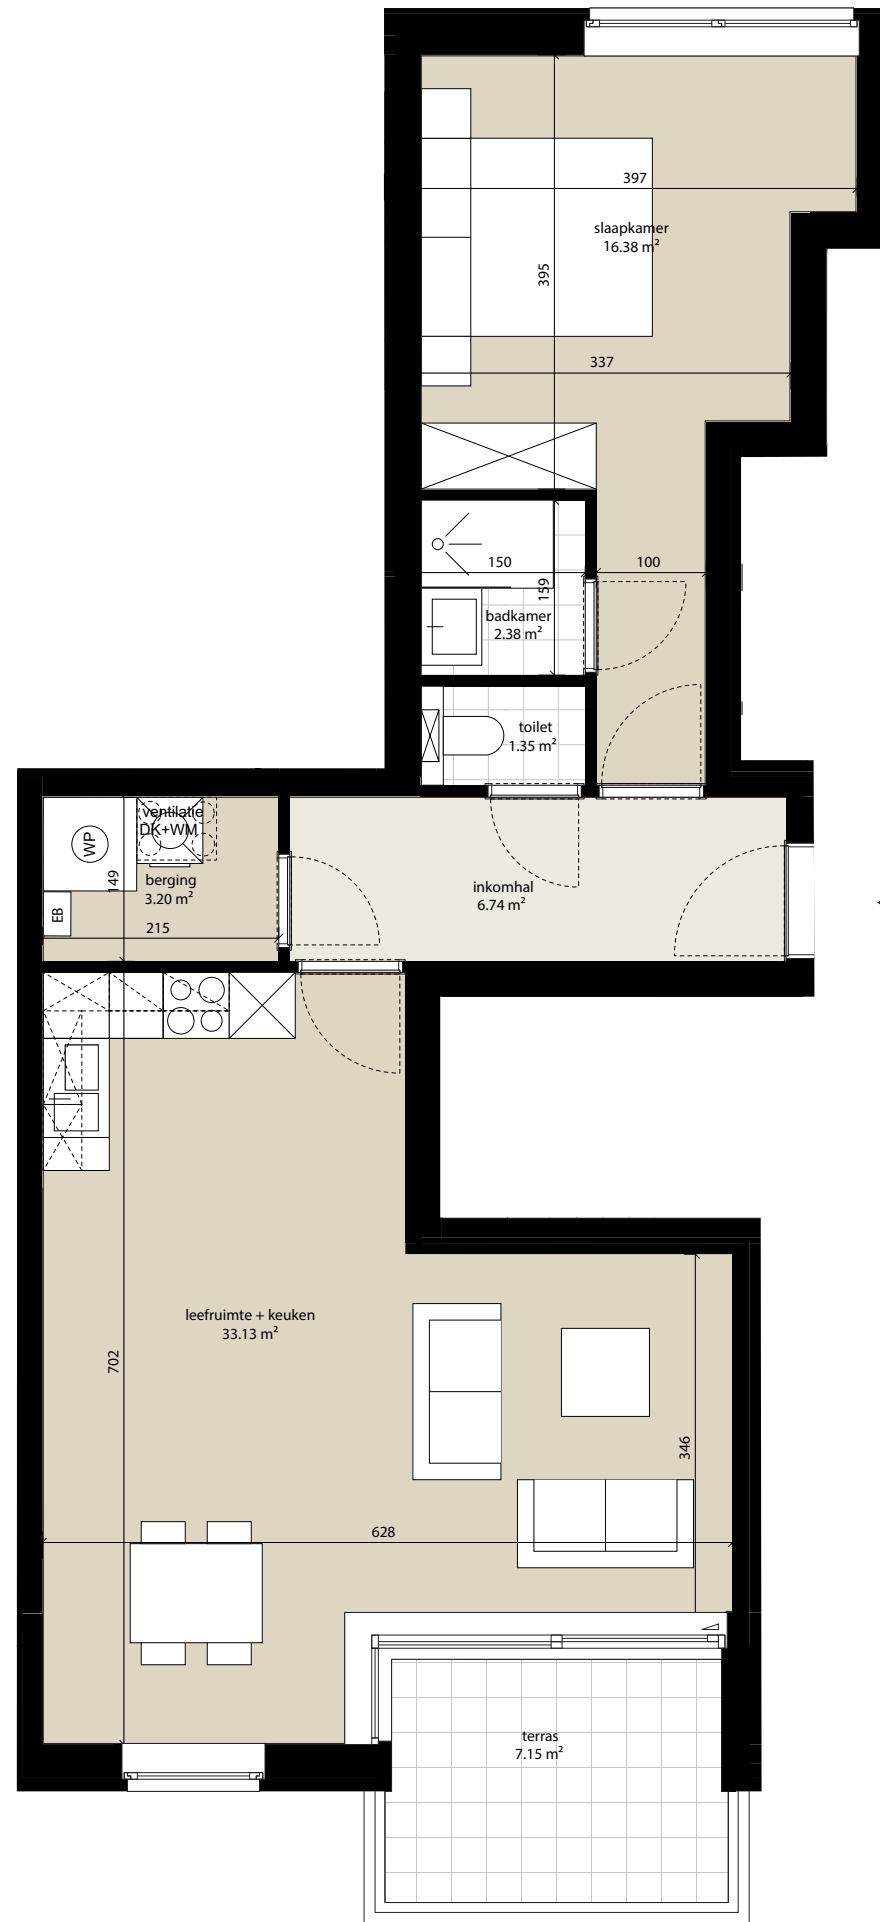 397
slaapkamer
16.38 m²
395
337
150
100
159
badkamer
2.38 m²
toilet
1.35 m²
ventilatie
DK+WM
WP
berging
3.20 m²
149
EB
215
inkomhal
6.74 m²
leefruimte + keuken
33.13 m²
702
346
628
terras
7.15 m²